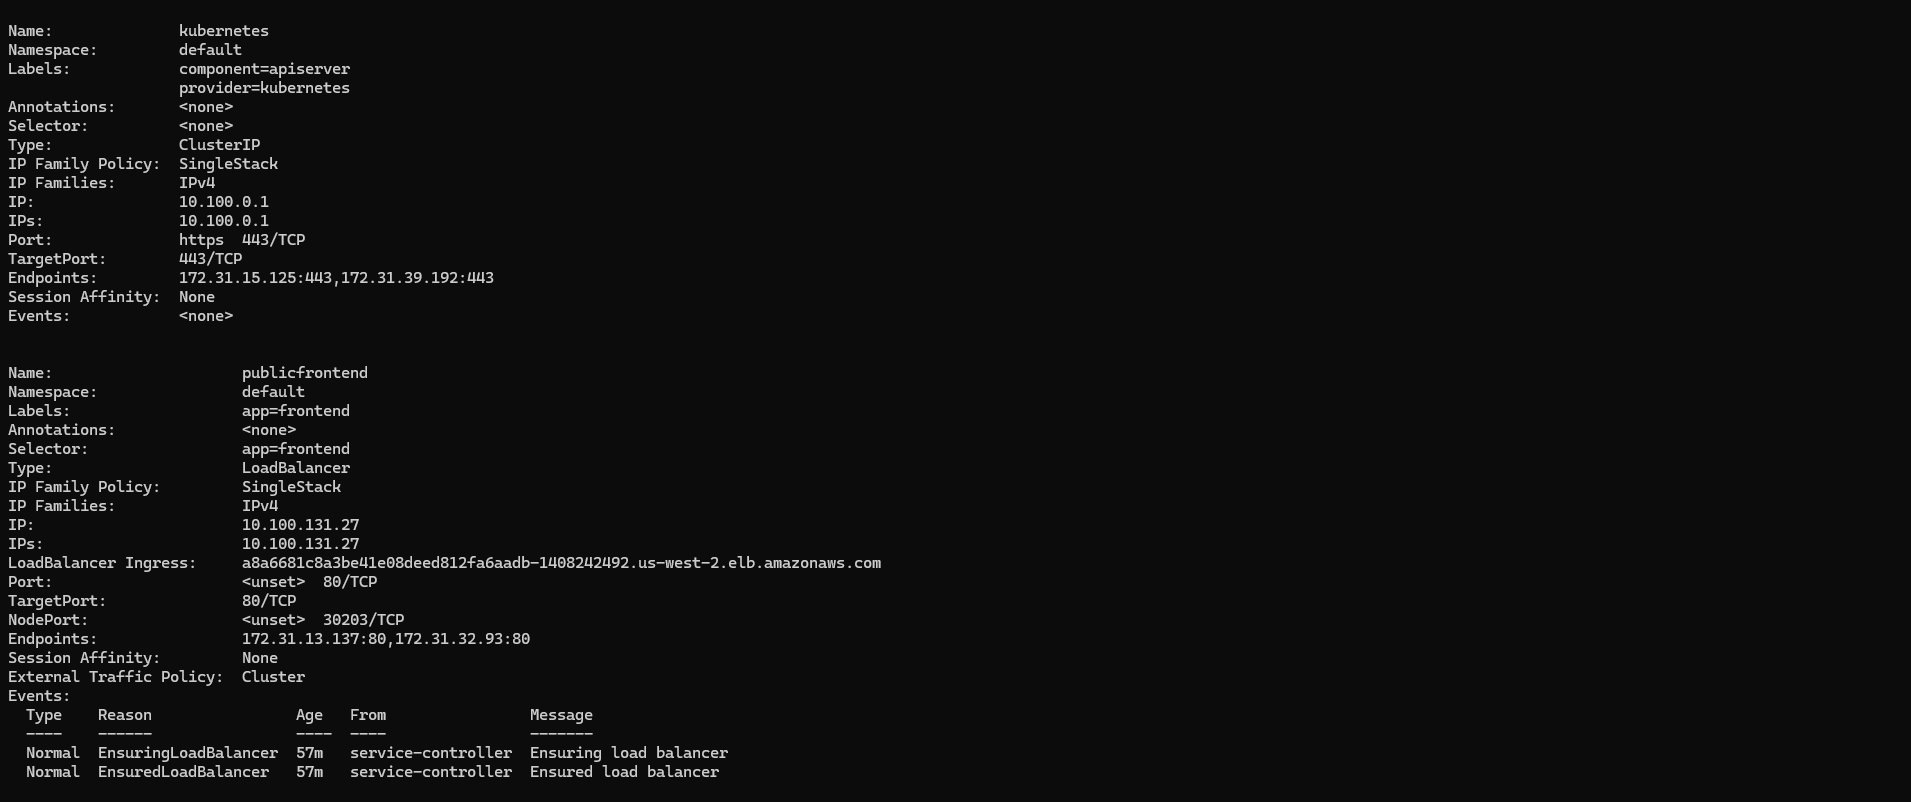 Name:              kubernetes
Namespace:         default
Labels:            component=apiserver
                   provider=kubernetes
Annotations:       <none>
Selector:          <none>
Type:              ClusterIP
IP Family Policy:  SingleStack
IP Families:       IPv4
IP:                10.100.0.1
IPs:               10.100.0.1
Port:              https  443/TCP
TargetPort:        443/TCP
Endpoints:         172.31.15.125:443,172.31.39.192:443
Session Affinity:  None
Events:            <none>
Name:                     publicfrontend
Namespace:                default
Labels:                   app=frontend
Annotations:              <none>
Selector:                 app=frontend
Type:                     LoadBalancer
IP Family Policy:         SingleStack
IP Families:              IPv4
IP:                       10.100.131.27
IPs:                      10.100.131.27
LoadBalancer Ingress:     a8a6681c8a3be41e08deed812fa6aadb-1408242492.us-west-2.elb.amazonaws.com
Port:                     <unset>  80/TCP
TargetPort:               80/TCP
NodePort:                 <unset>  30203/TCP
Endpoints:                172.31.13.137:80,172.31.32.93:80
Session Affinity:         None
External Traffic Policy:  Cluster
Events:
  Type    Reason                Age   From                Message
  ----    ------                ----  ----                -------
  Normal  EnsuringLoadBalancer  57m   service-controller  Ensuring load balancer
  Normal  EnsuredLoadBalancer   57m   service-controller  Ensured load balancer